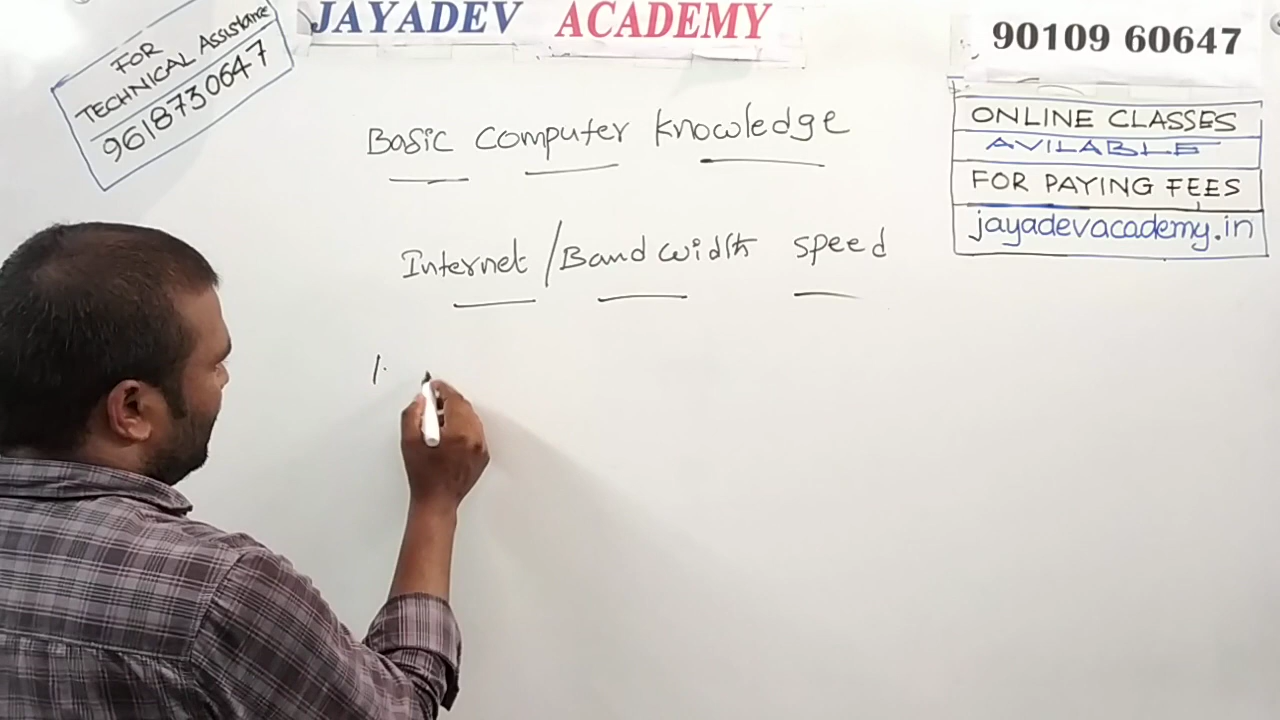 FOR
TECHNICAL Assistance
9618730647
JAYADEV ACADEMY
90109 60647
ONLINE CLASSES
AVILABLE
FOR PAYING FEES
jayadevacademy.in
Basic Computer Knowledge
Internet / Band width speed
1.